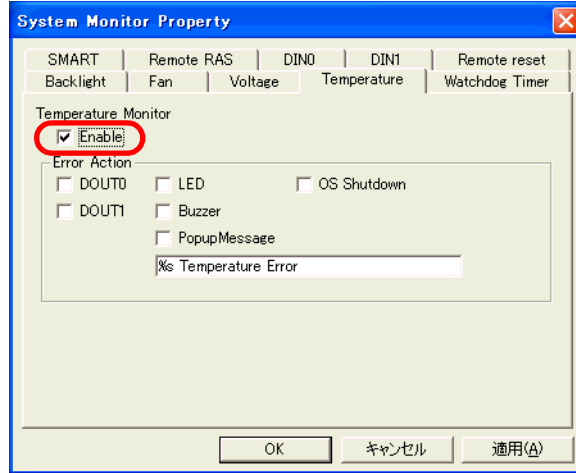 System Monitor Property
SMART Remote RAS DIN0 DIN1 Remote reset
Backlight Fan Voltage Temperature Watchdog Timer
Temperature Monitor
Enable
Error Action
DOUT0 LED OS Shutdown
DOUT1 Buzzer
PopupMessage
%s Temperature Error
OK キャンセル 適用(A)